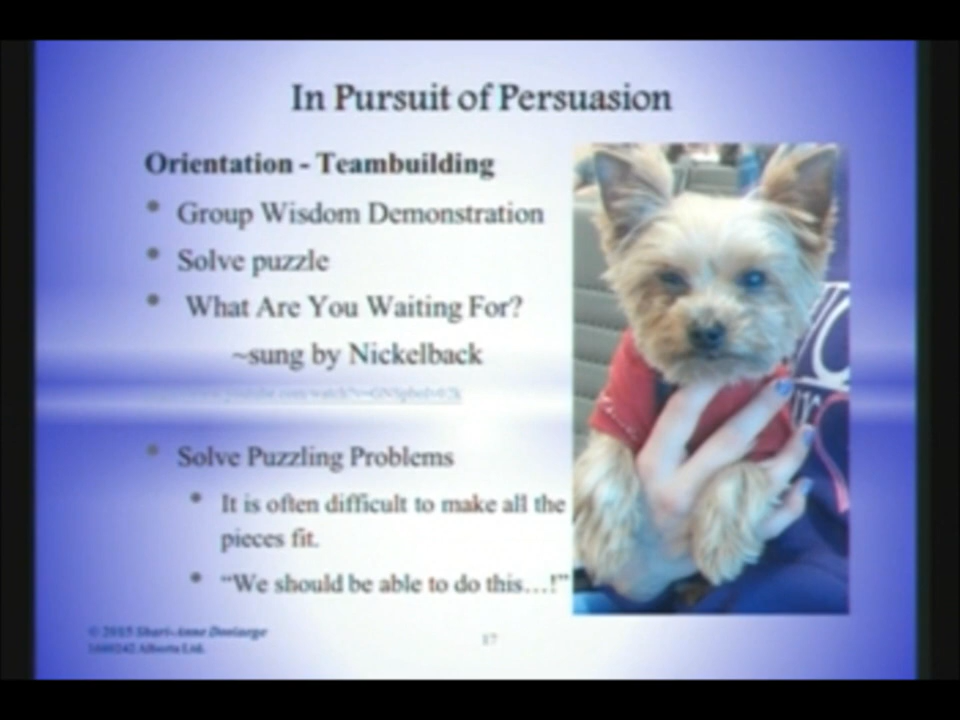 In Pursuit of Persuasion
Orientation - Teambuilding
• Group Wisdom Demonstration
• Solve puzzle
• What Are You Waiting For?
~sung by Nickelback
• Solve Puzzling Problems
• It is often difficult to make all the
pieces fit.
• “We should be able to do this…!”
© 2015 Shari-Anne
Alberta Ltd.
17